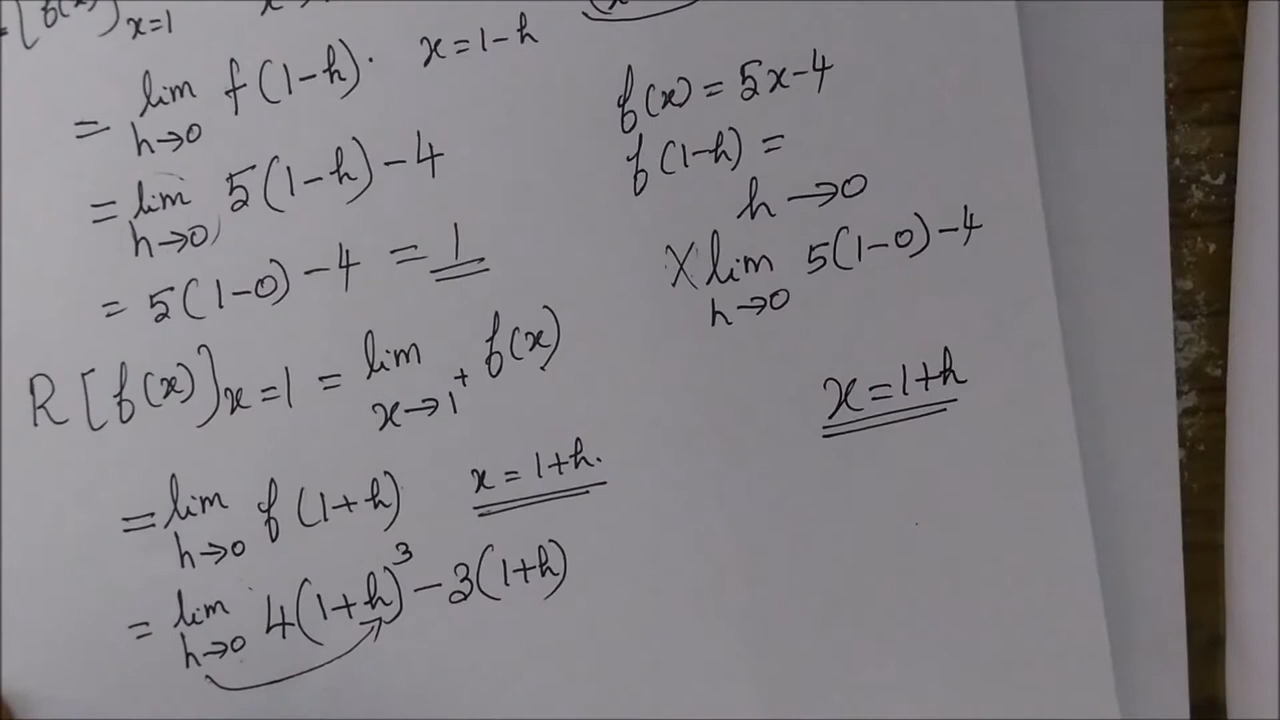 [f(x)]x=1
= lim h→0 f(1-h). x=1-h
= lim h→0 5(1-h)-4
= 5(1-0)-4 = 1
R[f(x)]x=1 = lim x→1⁺ f(x)
= lim h→0 f(1+h) x=1+h.
= lim h→0 4(1+h)³-3(1+h)
f(x) = 5x-4
f(1-h) =
h→0
X lim h→0 5(1-0)-4
x=1+h